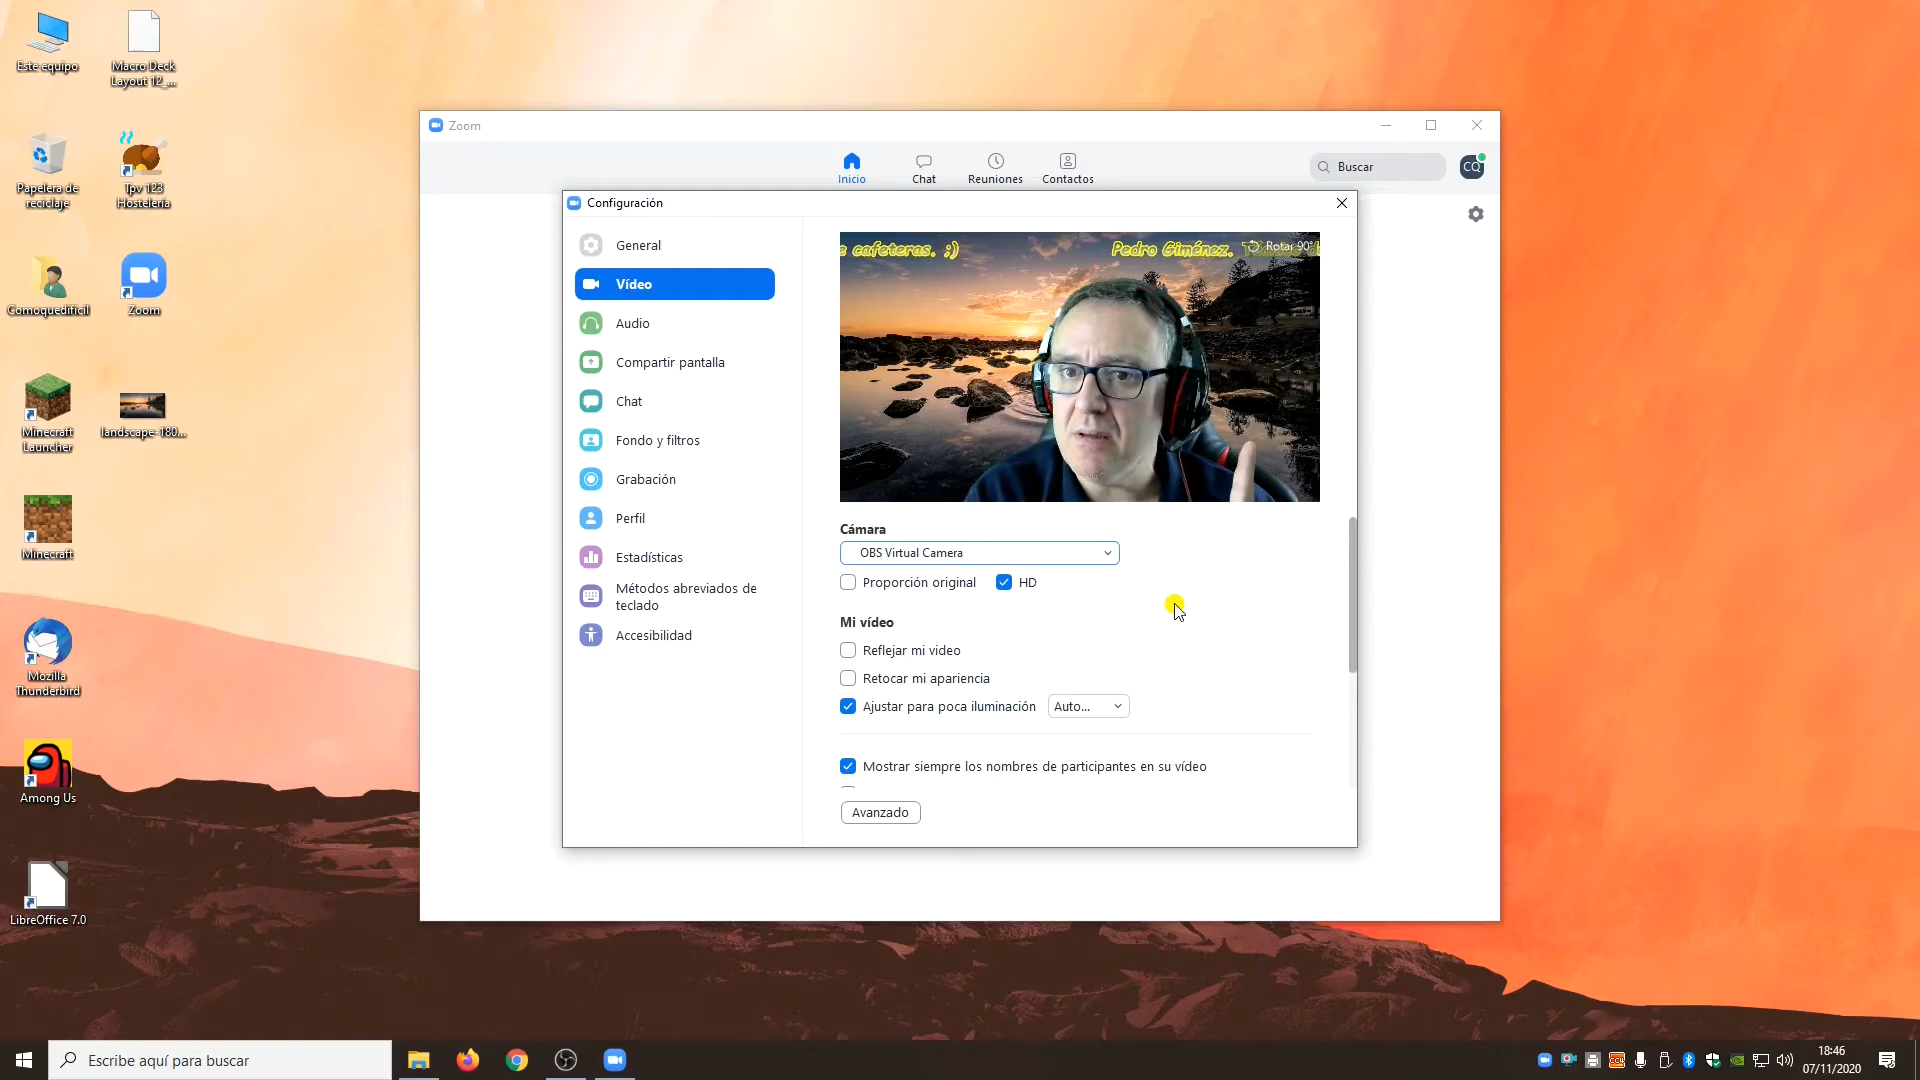 Este equipo
Macro Deck
Layout 12_...
Papelera de
reciclaje
Tpv 123
Hostelería
Comoquedificil
Zoom
Minecraft
Launcher
landscape-180...
Minecraft
Mozilla
Thunderbird
Among Us
LibreOffice 7.0
Zoom
Inicio
Chat
Reuniones
Contactos
Buscar
CQ
Configuración
General
Vídeo
Audio
Compartir pantalla
Chat
Fondo y filtros
Grabación
Perfil
Estadísticas
Métodos abreviados de
teclado
Accesibilidad
e cafeteras. ;)
Pedro Giménez.
Rotar 90°
Cámara
OBS Virtual Camera
Proporción original
HD
Mi vídeo
Reflejar mi video
Retocar mi apariencia
Ajustar para poca iluminación
Auto...
Mostrar siempre los nombres de participantes en su vídeo
Avanzado
Escribe aquí para buscar
18:46
07/11/2020